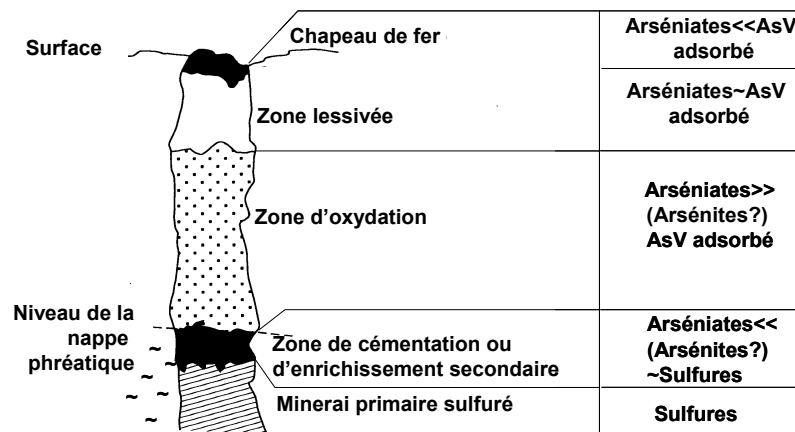 Surface
Chapeau de fer
Arséniates<<AsV
adsorbé
Zone lessivée
Arséniates~AsV
adsorbé
Zone d'oxydation
Arséniates>>
(Arsénites?)
AsV adsorbé
Niveau de la
nappe
phréatique
Zone de cémentation ou
d'enrichissement secondaire
Arséniates<<
(Arsénites?)
~Sulfures
Minerai primaire sulfuré
Sulfures